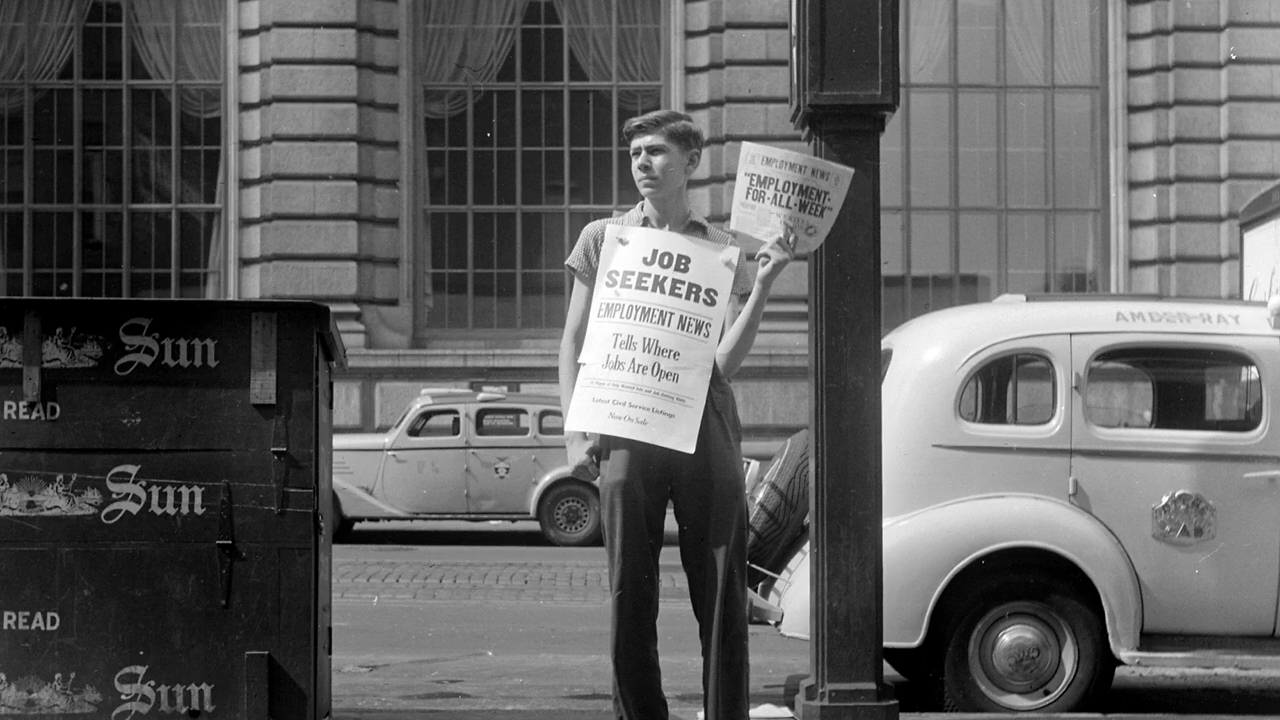 EMPLOYMENT NEWS
"EMPLOYMENT-
FOR-ALL-WEEK"
JOB
SEEKERS
EMPLOYMENT NEWS
Tells Where
Jobs Are Open
Latest Civil Service Listings
Now On Sale
Sun
READ
Sun
READ
Sun
AMDER-RAY